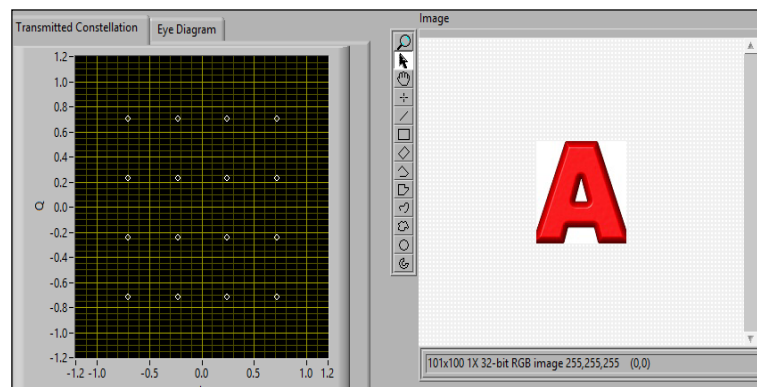 Transmitted Constellation
Eye Diagram
1.2
1.0
0.8
0.6
0.4
0.2
0.0
-0.2
-0.4
-0.6
-0.8
-1.0
-1.2
Q
-1.2 -1.0 -0.5 0.0 0.5 1.0 1.2
Image
A
101x100 1X 32-bit RGB image 255,255,255 (0,0)